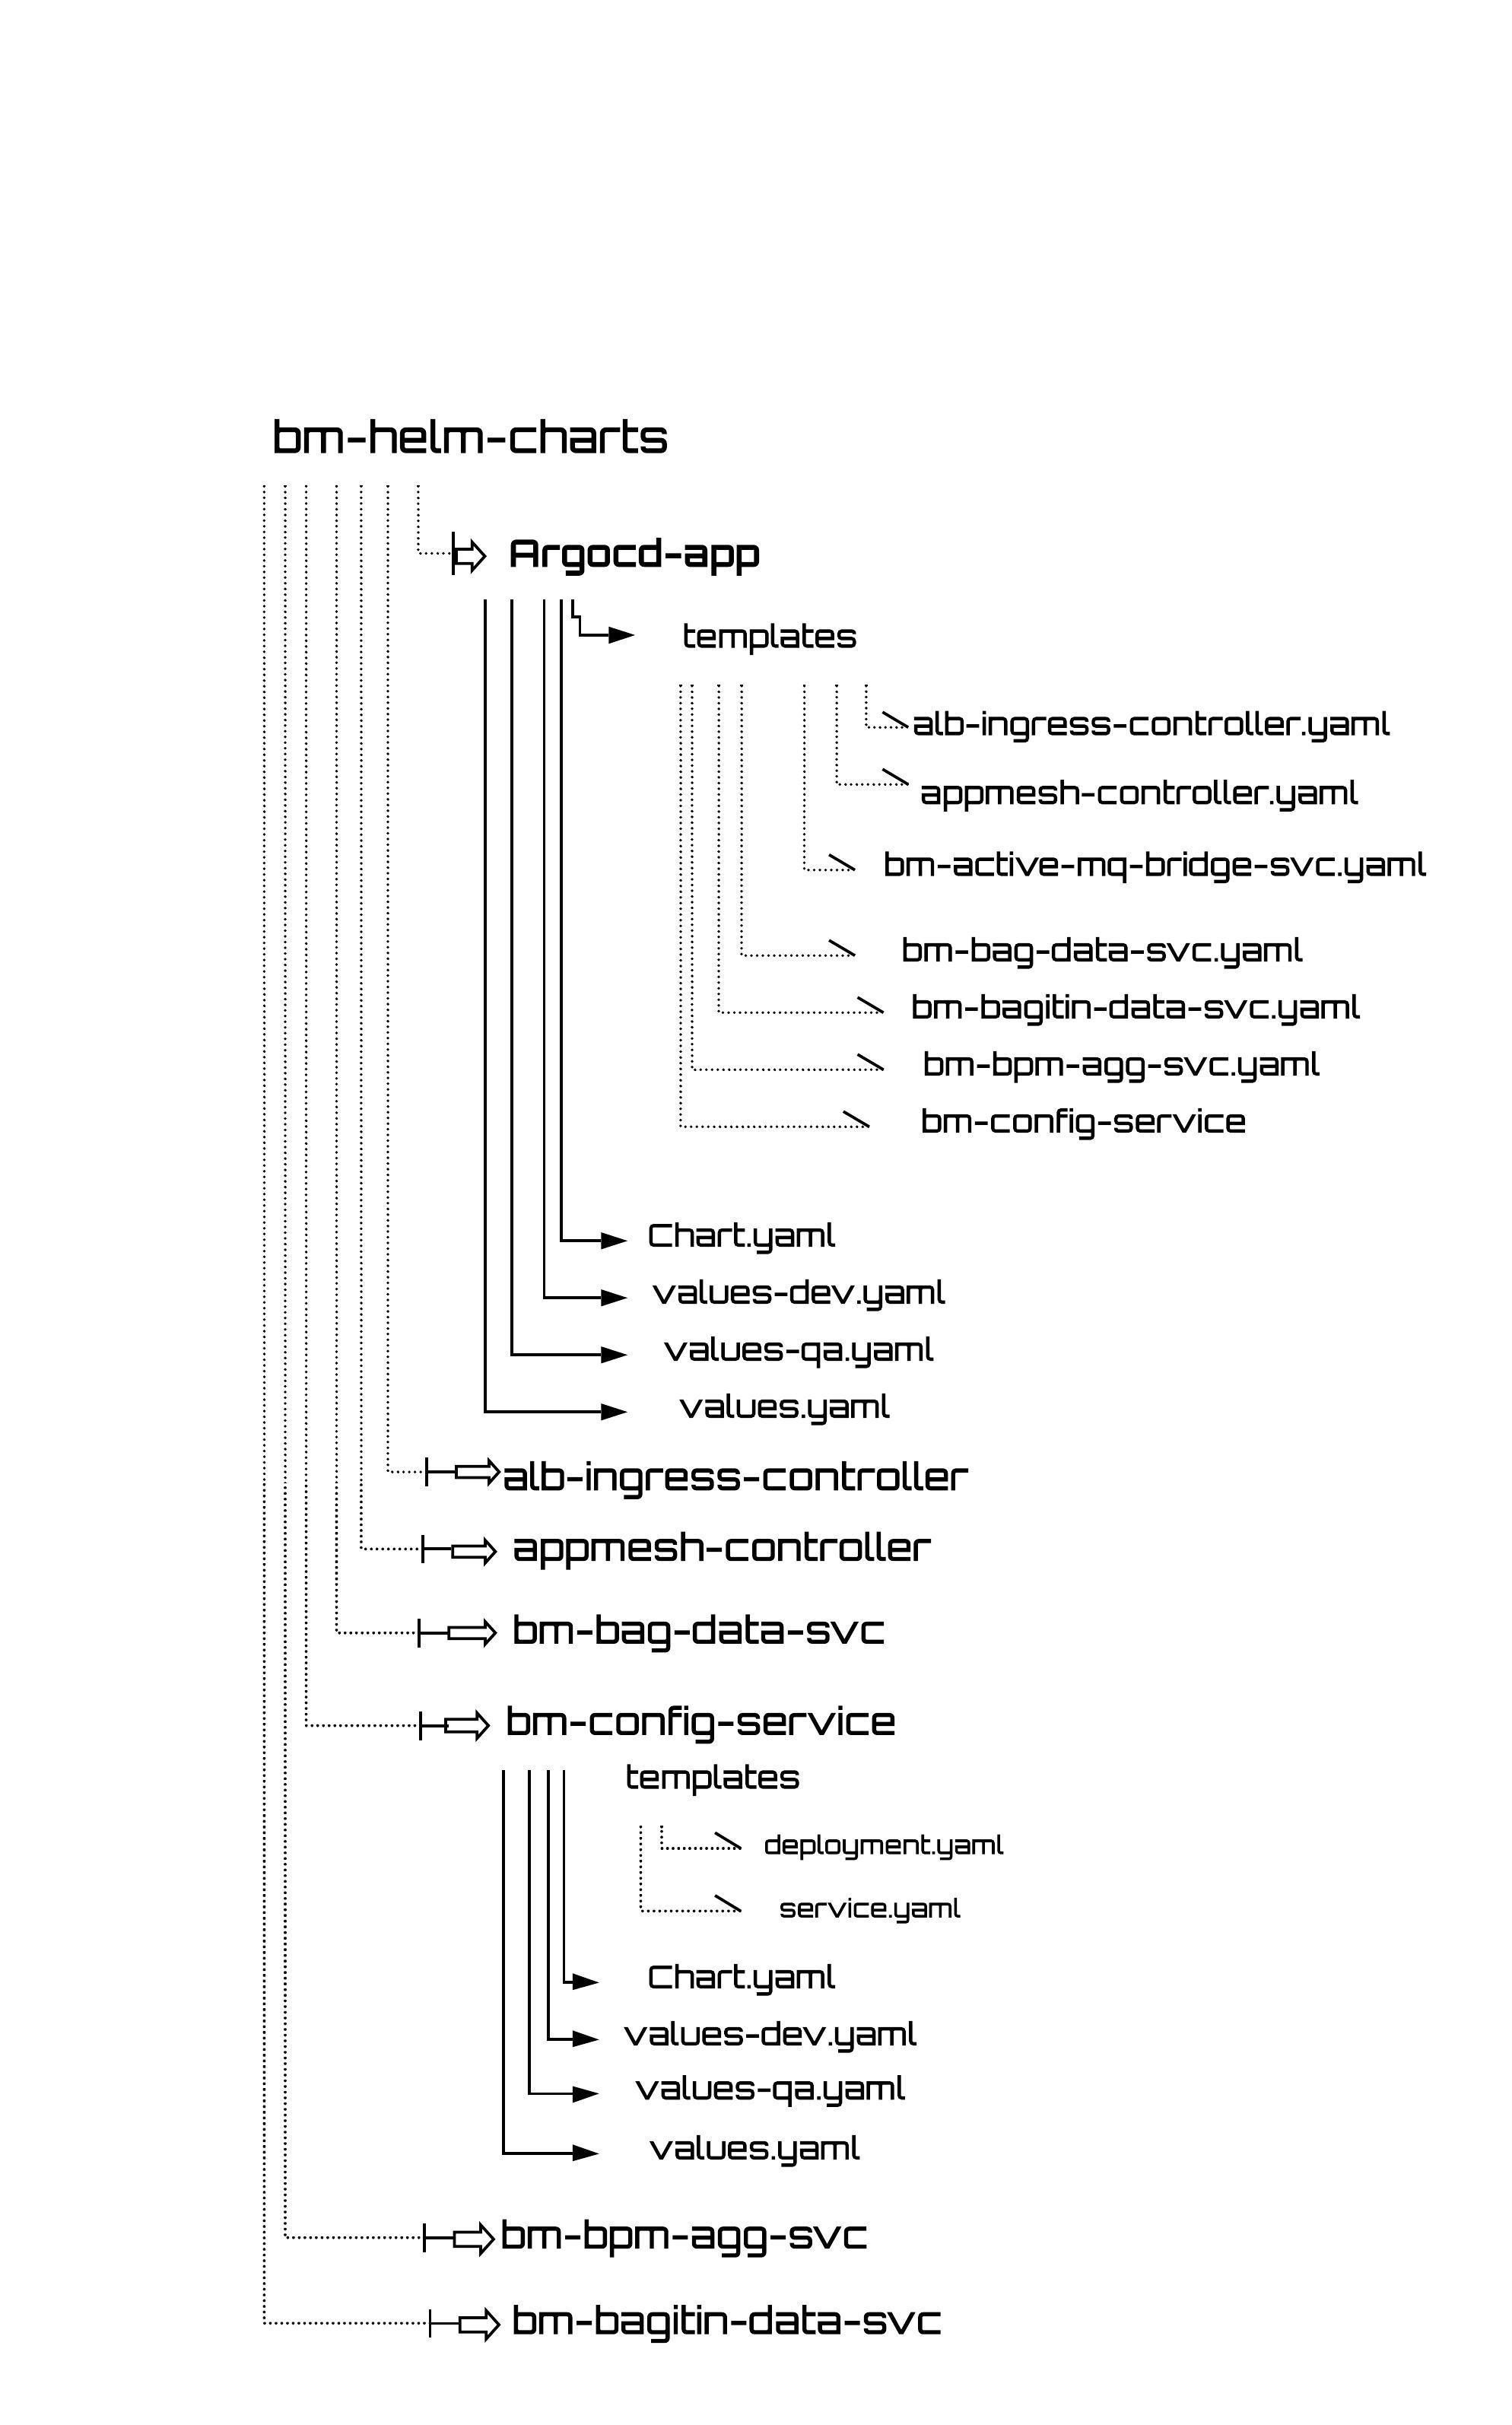 bm-helm-charts
Argocd-app
templates
alb-ingress-controller.yaml
appmesh-controller.yaml
bm-active-mq-bridge-svc.yaml
bm-bag-data-svc.yaml
bm-bagitin-data-svc.yaml
bm-bpm-agg-svc.yaml
bm-config-service
Chart.yaml
values-dev.yaml
values-qa.yaml
values.yaml
alb-ingress-controller
appmesh-controller
bm-bag-data-svc
bm-config-service
templates
deployment.yaml
service.yaml
Chart.yaml
values-dev.yaml
values-qa.yaml
values.yaml
bm-bpm-agg-svc
bm-bagitin-data-svc